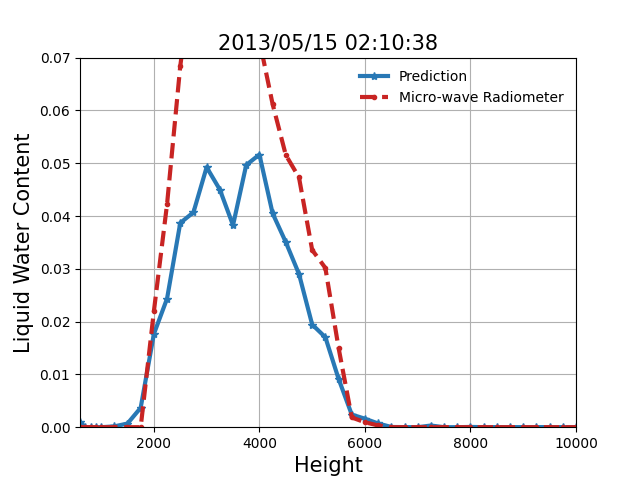 2013/05/15 02:10:38
Prediction
Micro-wave Radiometer
Liquid Water Content
0.07
0.06
0.05
0.04
0.03
0.02
0.01
0.00
2000 4000 6000 8000 10000
Height